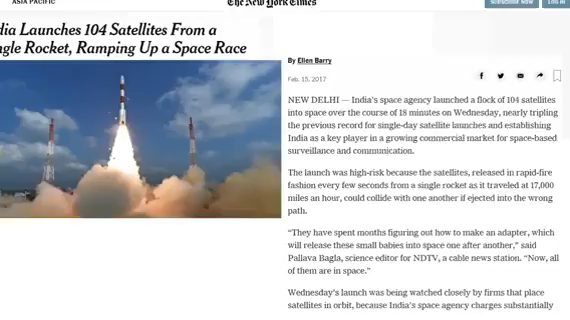 ASIA PACIFIC
The New York Times
Subscribe Now
Log In
dia Launches 104 Satellites From a
ngle Rocket, Ramping Up a Space Race
By Ellen Barry
Feb. 15, 2017
NEW DELHI — India's space agency launched a flock of 104 satellites
into space over the course of 18 minutes on Wednesday, nearly tripling
the previous record for single-day satellite launches and establishing
India as a key player in a growing commercial market for space-based
surveillance and communication.
The launch was high-risk because the satellites, released in rapid-fire
fashion every few seconds from a single rocket as it traveled at 17,000
miles an hour, could collide with one another if ejected into the wrong
path.
“They have spent months figuring out how to make an adapter, which
will release these small babies into space one after another,” said
Pallava Bagla, science editor for NDTV, a cable news station. “Now, all
of them are in space.”
Wednesday's launch was being watched closely by firms that place
satellites in orbit, because India's space agency charges substantially